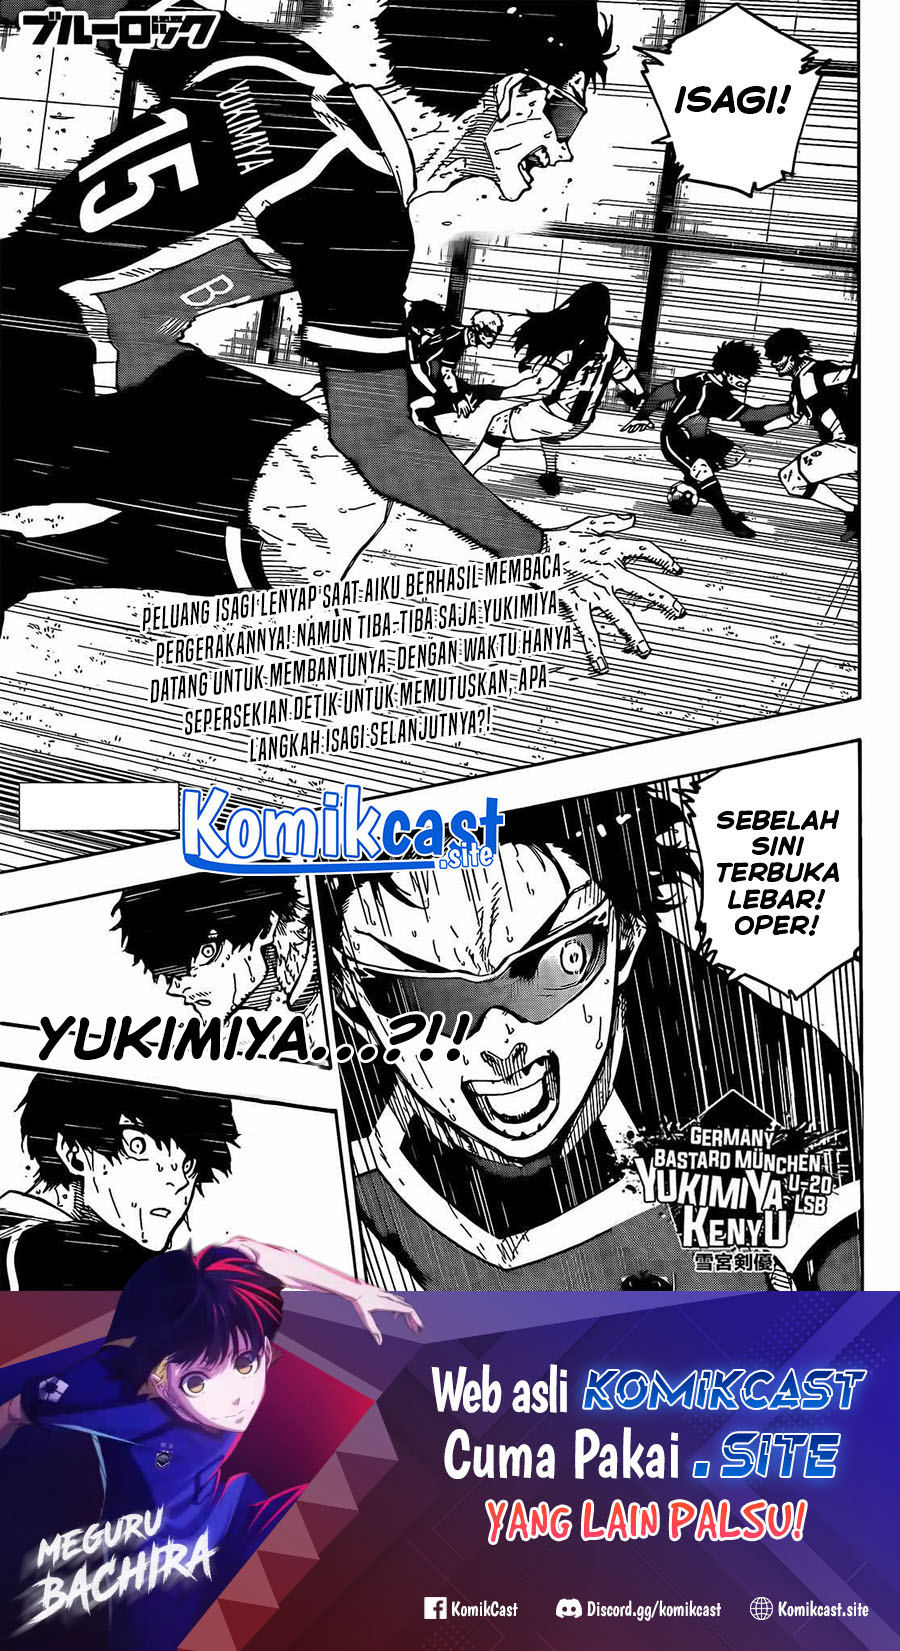 ブルーロック
ISAGI!
YUKIMIYA
15
PELUANG ISAGI LENYAP SAAT AIKU BERHASIL MEMBACA
PERGERAKANNYA! NAMUN TIBA-TIBA SAJA YUKIMIYA
DATANG UNTUK MEMBANTUNYA. DENGAN WAKTU HANYA
SEPERSEKIAN DETIK UNTUK MEMUTUSKAN, APA
LANGKAH ISAGI SELANJUTNYA?!
Komikcast
.site
SEBELAH
SINI
TERBUKA
LEBAR!
OPER!
YUKIMIYA...?!!
GERMANY
BASTARD MÜNCHEN
YUKIMIYA U-20
LSB
KENYU
雪宮剣優
Web asli KOMIKCAST
Cuma Pakai .SITE
YANG LAIN PALSU!
MEGURU
BACHIRA
KomikCast
Discord.gg/komikcast
Komikcast.site